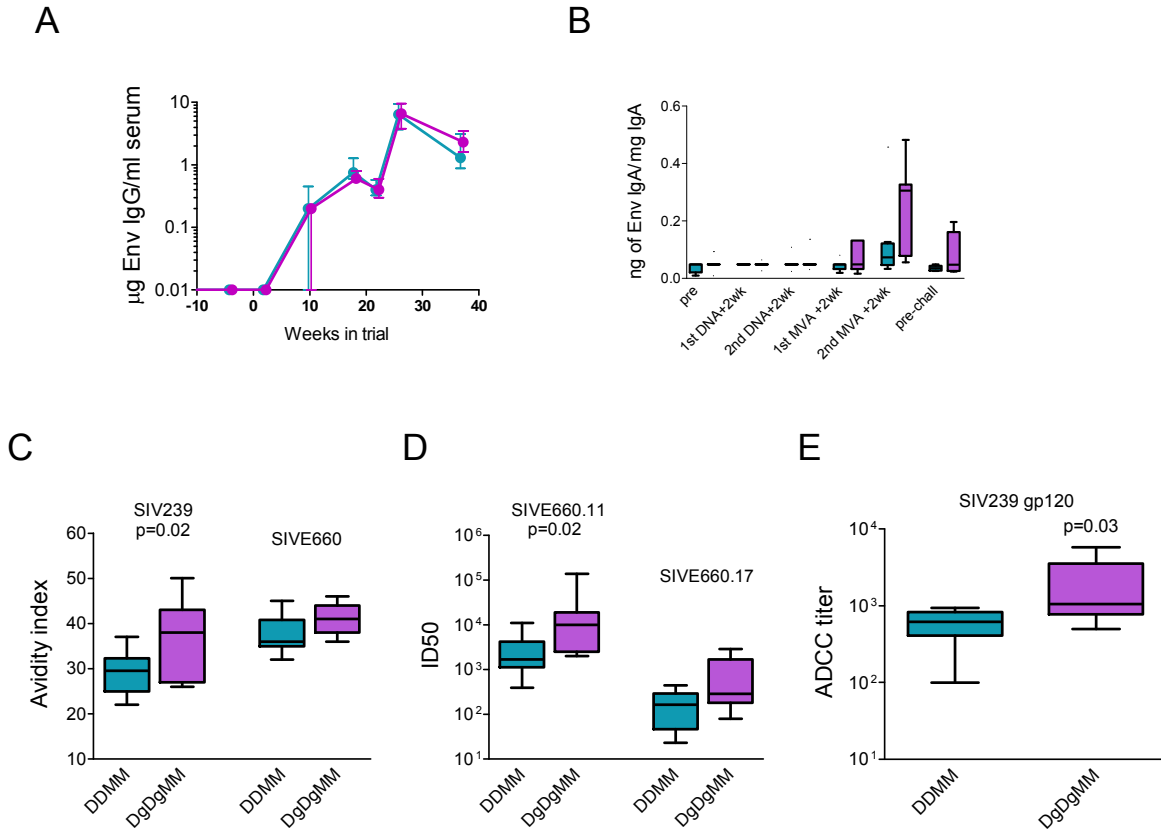 A
µg Env IgG/ml serum
10
1
0.1
0.01
-10 0 10 20 30 40
Weeks in trial
B
ng of Env IgA/mg IgA
0.6
0.4
0.2
0.0
pre
1st DNA+2wk
2nd DNA+2wk
1st MVA +2wk
2nd MVA +2wk
pre-chall
C
SIV239
p=0.02
SIVE660
Avidity index
60
50
40
30
20
10
DDMM
DgDgMM
DDMM
DgDgMM
D
SIVE660.11
p=0.02
SIVE660.17
ID50
10⁶
10⁵
10⁴
10³
10²
10¹
DDMM
DgDgMM
DDMM
DgDgMM
E
SIV239 gp120
p=0.03
ADCC titer
10⁴
10³
10²
10¹
DDMM
DgDgMM